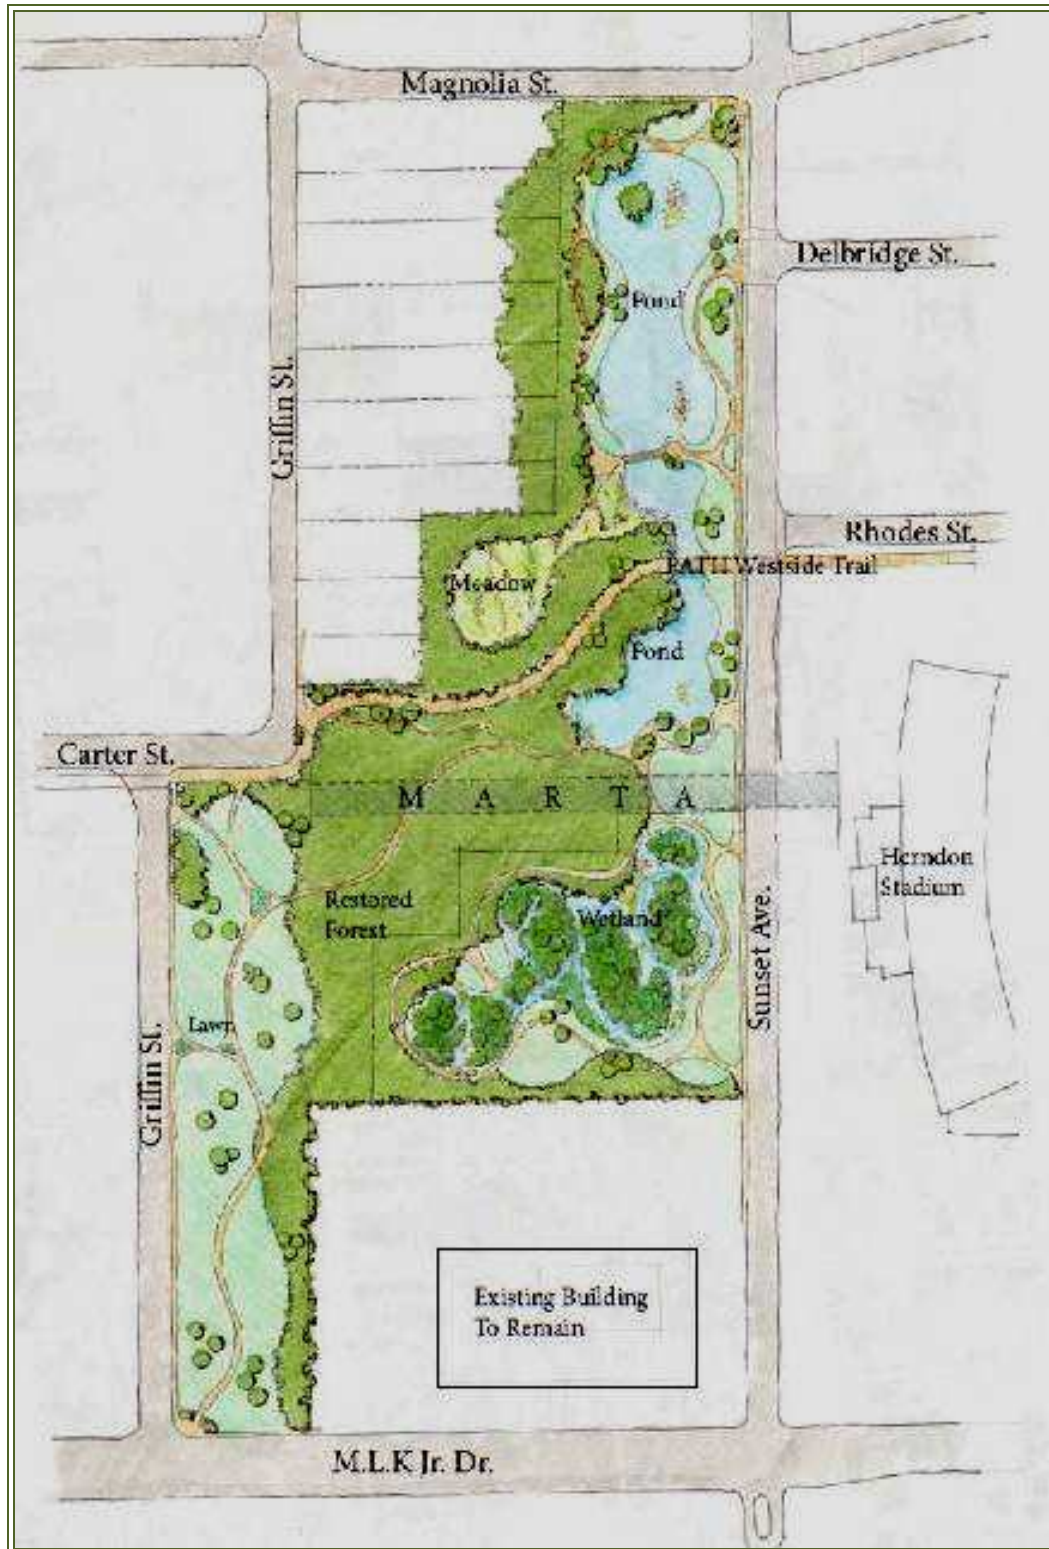 Magnolia St.
Delbridge St.
Pond
Griffin St.
Rhodes St.
PATH Westside Trail
Meadow
Pond
Carter St.
M A R T A
Herndon
Stadium
Restored
Forest
Wetland
Sunset Ave.
Lawn
Griffin St.
Existing Building
To Remain
M.L.K Jr. Dr.